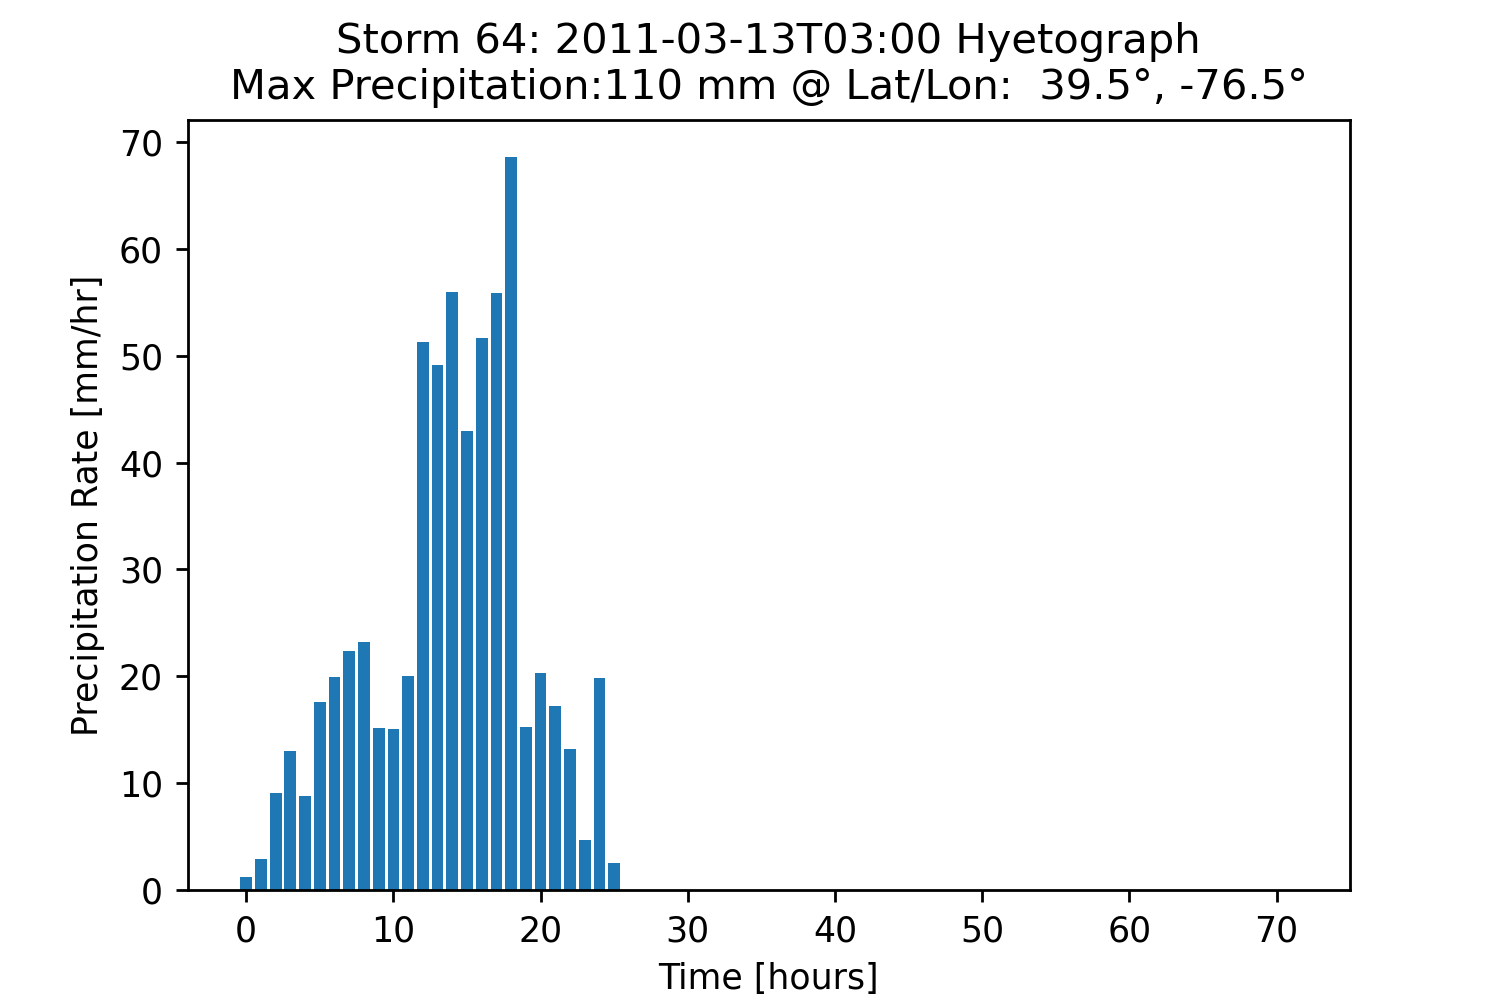 Storm 64: 2011-03-13T03:00 Hyetograph
Max Precipitation:110 mm @ Lat/Lon:  39.5°, -76.5°
70
60
50
40
30
20
10
0
Precipitation Rate [mm/hr]
0 10 20 30 40 50 60 70
Time [hours]